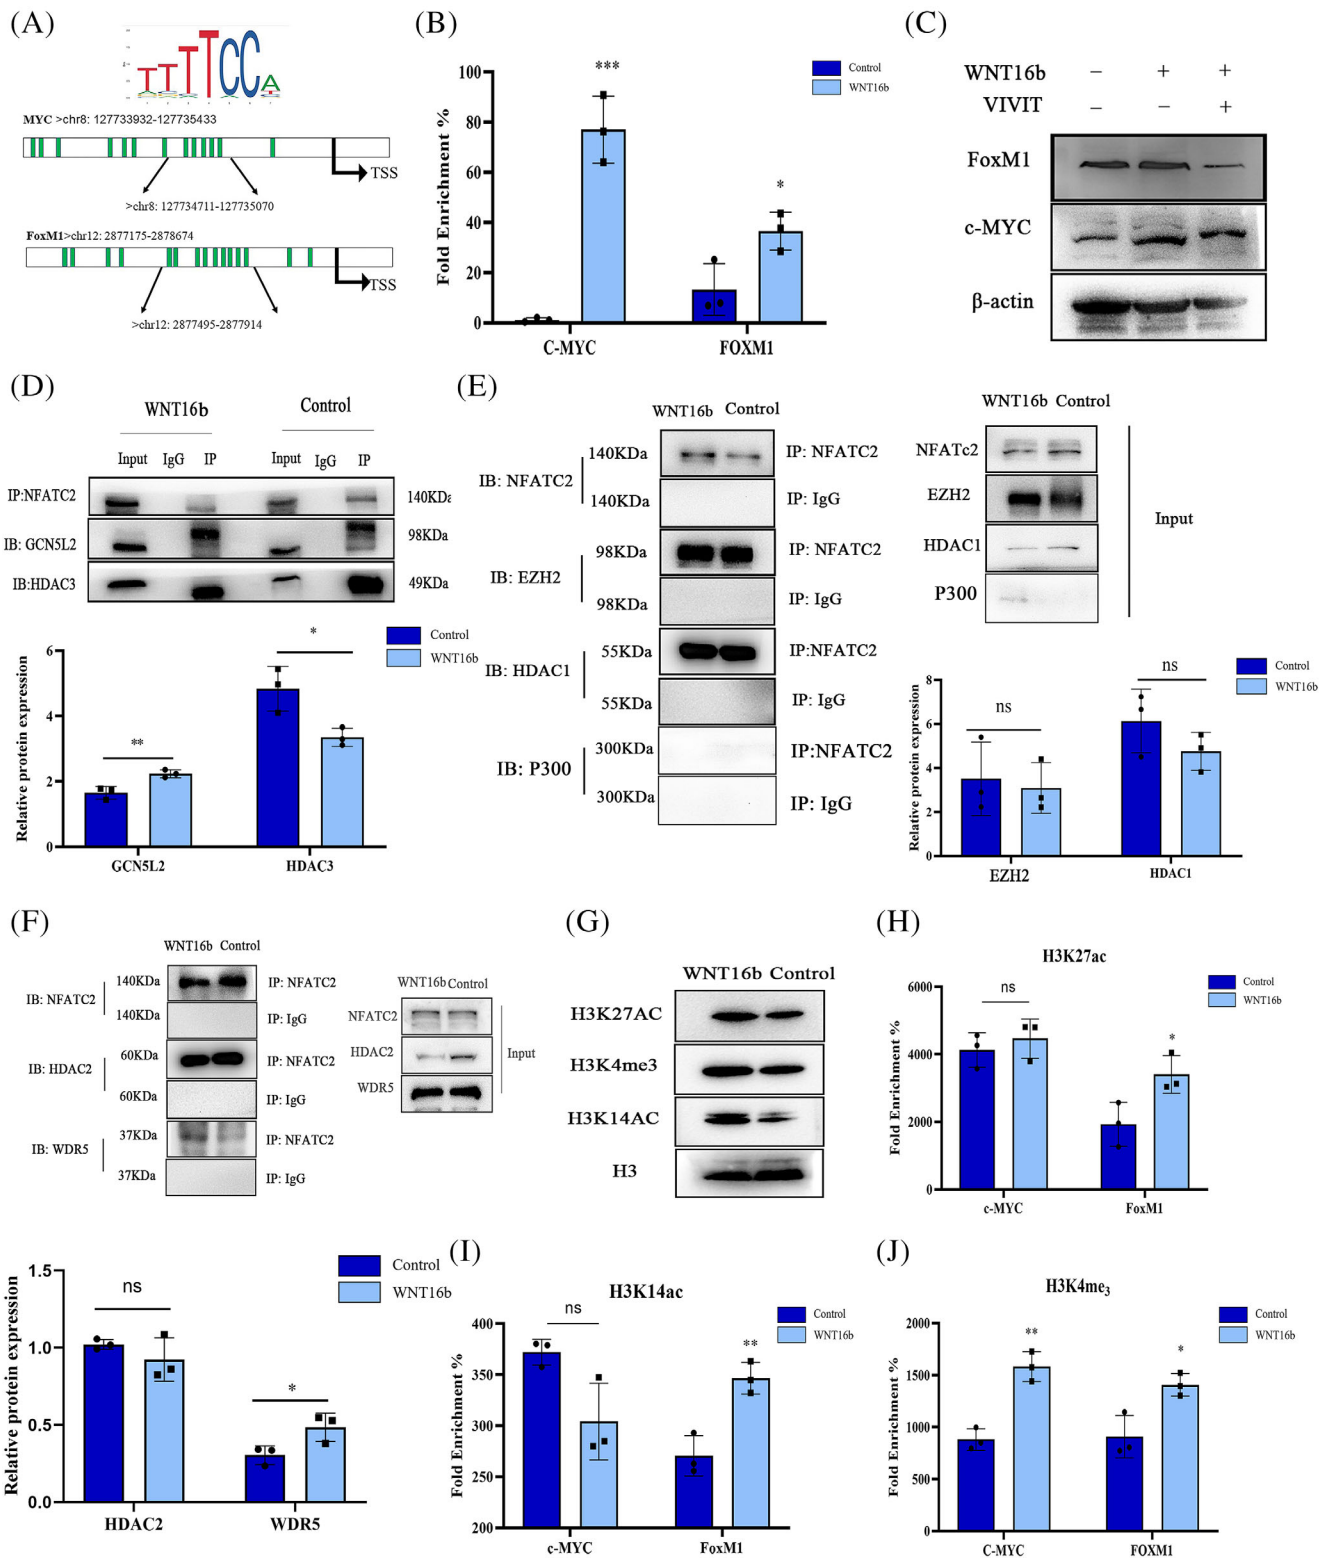 (A)
TTTTCCA
MYC >chr8: 127733932-127735433
TSS
>chr8: 127734711-127735070
FoxM1>chr12: 2877175-2878674
TSS
>chr12: 2877495-2877914
(B)
Control
WNT16b
Fold Enrichment %
100
80
60
40
20
0
***
*
C-MYC FOXM1
(C)
WNT16b − + +
VIVIT − − +
FoxM1
c-MYC
β-actin
(D)
WNT16b Control
Input IgG IP Input IgG IP
IP:NFATC2 140KDa
IB: GCN5L2 98KDa
IB:HDAC3 49KDa
Control
WNT16b
Relative protein expression
6
4
2
0
**
*
GCN5L2 HDAC3
(E)
WNT16b Control
IB: NFATC2
140KDa IP: NFATC2
140KDa IP: IgG
IB: EZH2
98KDa IP: NFATC2
98KDa IP: IgG
IB: HDAC1
55KDa IP:NFATC2
55KDa IP: IgG
IB: P300
300KDa IP:NFATC2
300KDa IP: IgG
WNT16b Control
NFATc2
EZH2
HDAC1
P300
Input
Control
WNT16b
Relative protein expression
8
6
4
2
0
ns
ns
EZH2 HDAC1
(F)
WNT16b Control
IB: NFATC2
140KDa IP: NFATC2
140KDa IP: IgG
IB: HDAC2
60KDa IP: NFATC2
60KDa IP: IgG
IB: WDR5
37KDa IP: NFATC2
37KDa IP: IgG
WNT16b Control
NFATC2
HDAC2
WDR5
Input
Control
WNT16b
Relative protein expression
1.5
1.0
0.5
0.0
ns
*
HDAC2 WDR5
(G)
WNT16b Control
H3K27AC
H3K4me3
H3K14AC
H3
(H)
H3K27ac
Control
WNT16b
Fold Enrichment %
6000
4000
2000
0
ns
*
c-MYC FoxM1
(I)
H3K14ac
Control
WNT16b
Fold Enrichment %
400
350
300
250
200
ns
**
c-MYC FoxM1
(J)
H3K4me3
Control
WNT16b
Fold Enrichment %
2000
1500
1000
500
0
**
*
C-MYC FOXM1